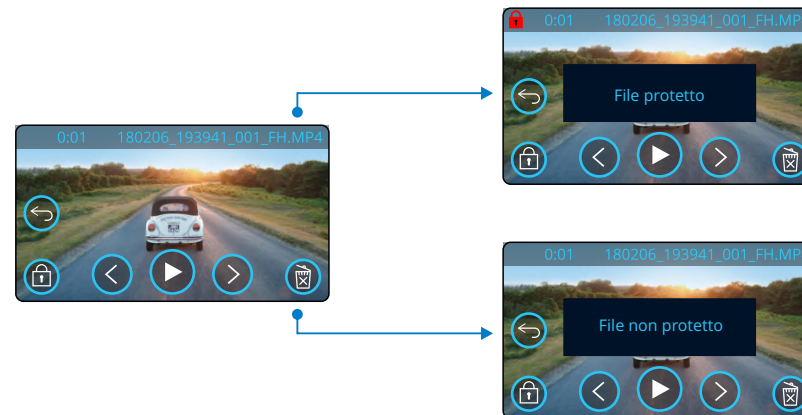 0:01 180206_193941_001_FH.MP4
0:01 180206_193941_001_FH.MP
File protetto
0:01 180206_193941_001_FH.MP
File non protetto